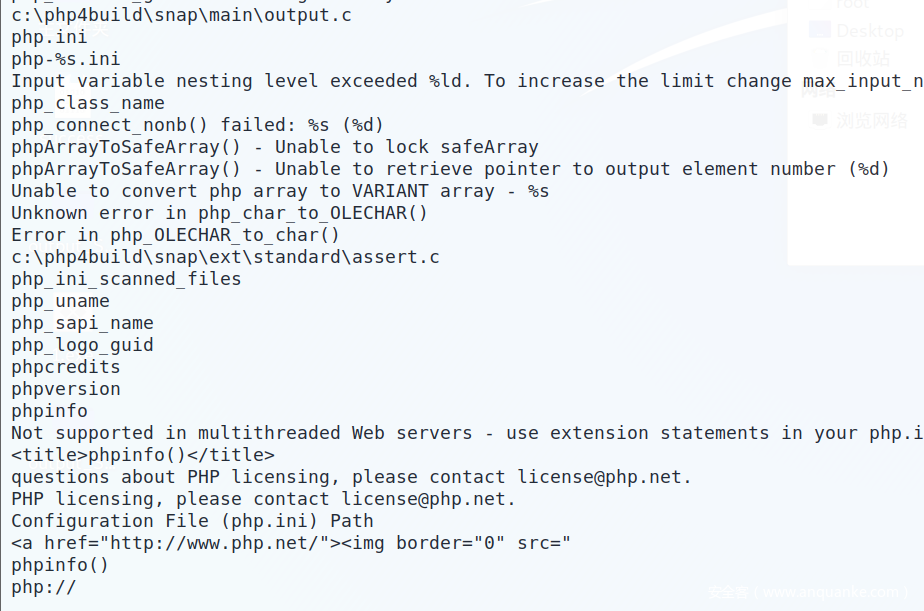 c:\php4build\snap\main\output.c
php.ini
php-%s.ini
Input variable nesting level exceeded %ld. To increase the limit change max_input_n
php_class_name
php_connect_nonb() failed: %s (%d)
phpArrayToSafeArray() - Unable to lock safeArray
phpArrayToSafeArray() - Unable to retrieve pointer to output element number (%d)
Unable to convert php array to VARIANT array - %s
Unknown error in php_char_to_OLECHAR()
Error in php_OLECHAR_to_char()
c:\php4build\snap\ext\standard\assert.c
php_ini_scanned_files
php_uname
php_sapi_name
php_logo_guid
phpcredits
phpversion
phpinfo
Not supported in multithreaded Web servers - use extension statements in your php.i
<title>phpinfo()</title>
questions about PHP licensing, please contact license@php.net.
PHP licensing, please contact license@php.net.
Configuration File (php.ini) Path
<a href="http://www.php.net/"><img border="0" src="
phpinfo()
php://
root
Desktop
回收站
网络
浏览网络
安全客（www.anquanke.com）